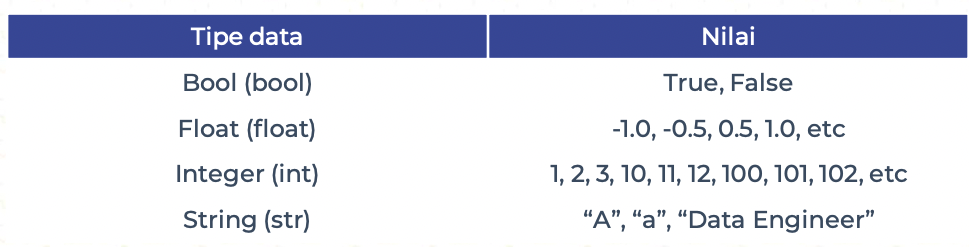 Tipe data Nilai
Bool (bool) True, False
Float (float) -1.0, -0.5, 0.5, 1.0, etc
Integer (int) 1, 2, 3, 10, 11, 12, 100, 101, 102, etc
String (str) “A”, “a”, “Data Engineer”